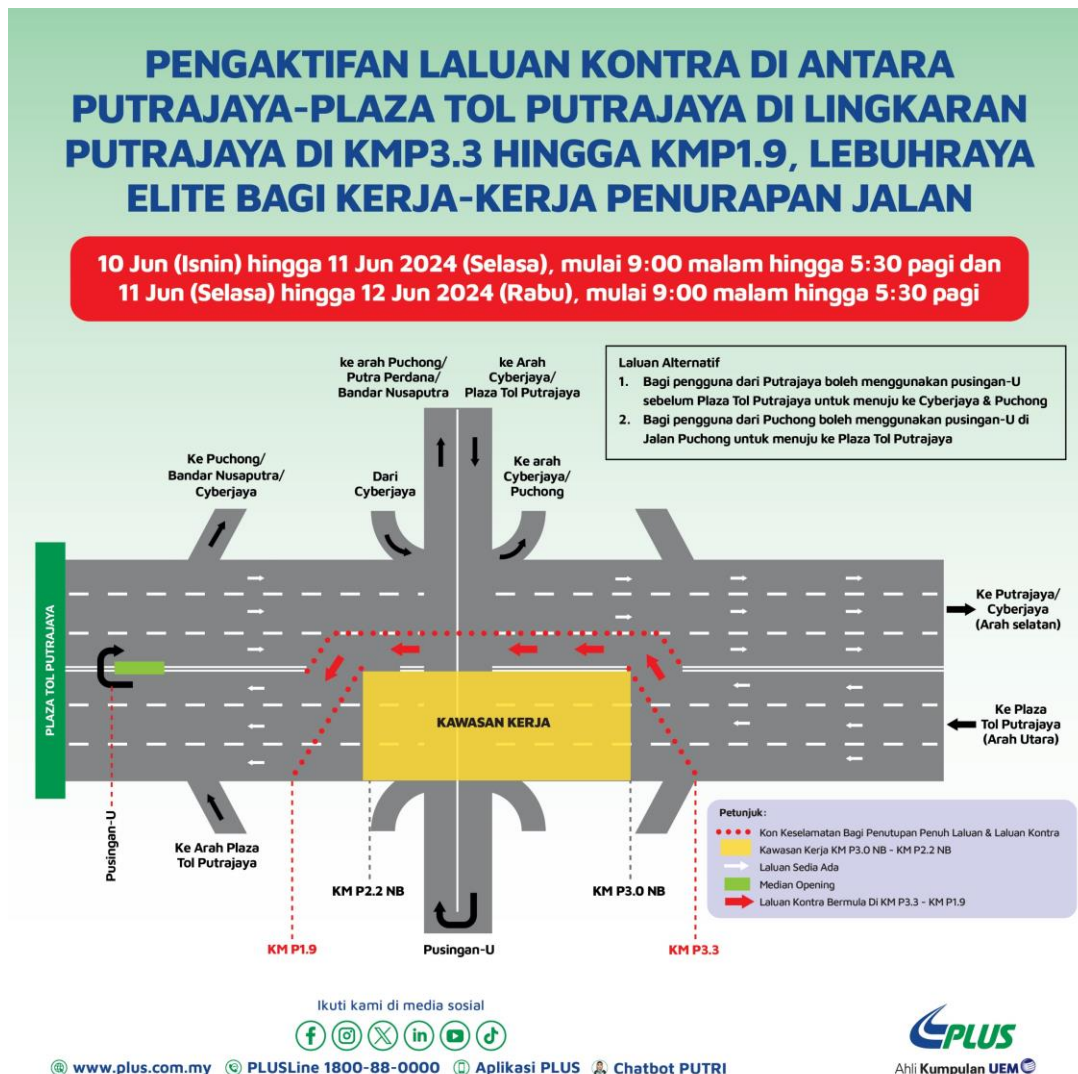 PENGAKTIFAN LALUAN KONTRA DI ANTARA
PUTRAJAYA-PLAZA TOL PUTRAJAYA DI LINGKARAN
PUTRAJAYA DI KMP3.3 HINGGA KMP1.9, LEBUHRAYA
ELITE BAGI KERJA-KERJA PENURAPAN JALAN
10 Jun (Isnin) hingga 11 Jun 2024 (Selasa), mulai 9:00 malam hingga 5:30 pagi dan
11 Jun (Selasa) hingga 12 Jun 2024 (Rabu), mulai 9:00 malam hingga 5:30 pagi
ke arah Puchong/
Putra Perdana/
Bandar Nusaputra
ke Arah
Cyberjaya/
Plaza Tol Putrajaya
Laluan Alternatif
1. Bagi pengguna dari Putrajaya boleh menggunakan pusingan-U
sebelum Plaza Tol Putrajaya untuk menuju ke Cyberjaya & Puchong
2. Bagi pengguna dari Puchong boleh menggunakan pusingan-U di
Jalan Puchong untuk menuju ke Plaza Tol Putrajaya
Ke Puchong/
Bandar Nusaputra/
Cyberjaya
Dari
Cyberjaya
Ke arah
Cyberjaya/
Puchong
PLAZA TOL PUTRAJAYA
Ke Putrajaya/
Cyberjaya
(Arah selatan)
KAWASAN KERJA
Ke Plaza
Tol Putrajaya
(Arah Utara)
Pusingan-U
Ke Arah Plaza
Tol Putrajaya
KM P2.2 NB
KM P3.0 NB
KM P1.9
Pusingan-U
KM P3.3
Petunjuk:
Kon Keselamatan Bagi Penutupan Penuh Laluan & Laluan Kontra
Kawasan Kerja KM P3.0 NB - KM P2.2 NB
Laluan Sedia Ada
Median Opening
Laluan Kontra Bermula Di KM P3.3 - KM P1.9
Ikuti kami di media sosial
www.plus.com.my PLUSLine 1800-88-0000 Aplikasi PLUS Chatbot PUTRI
PLUS
Ahli Kumpulan UEM